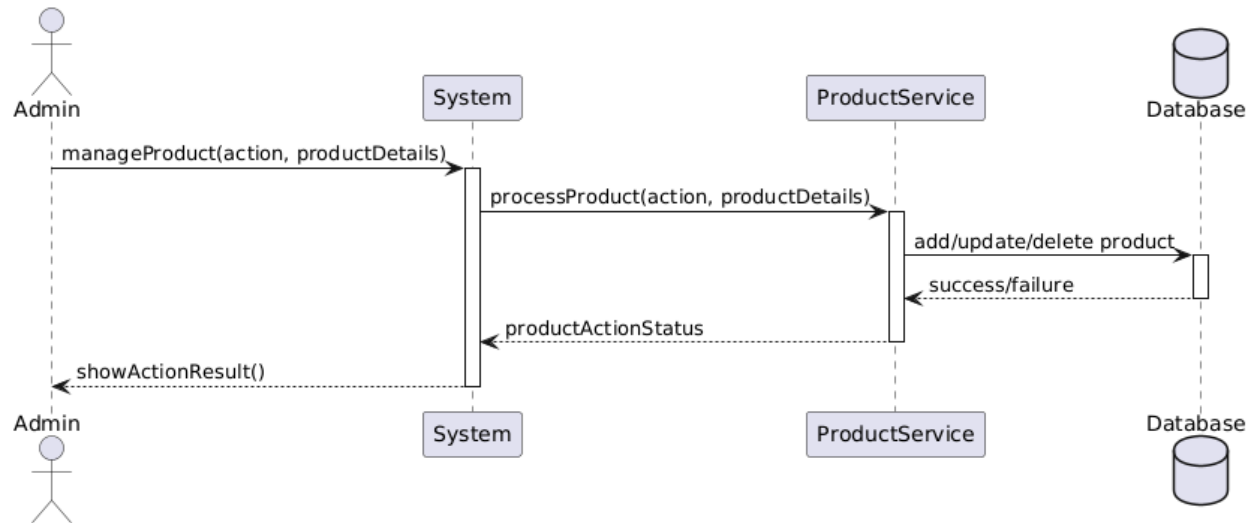 Admin
System
ProductService
Database
manageProduct(action, productDetails)
processProduct(action, productDetails)
add/update/delete product
success/failure
productActionStatus
showActionResult()
Admin
System
ProductService
Database